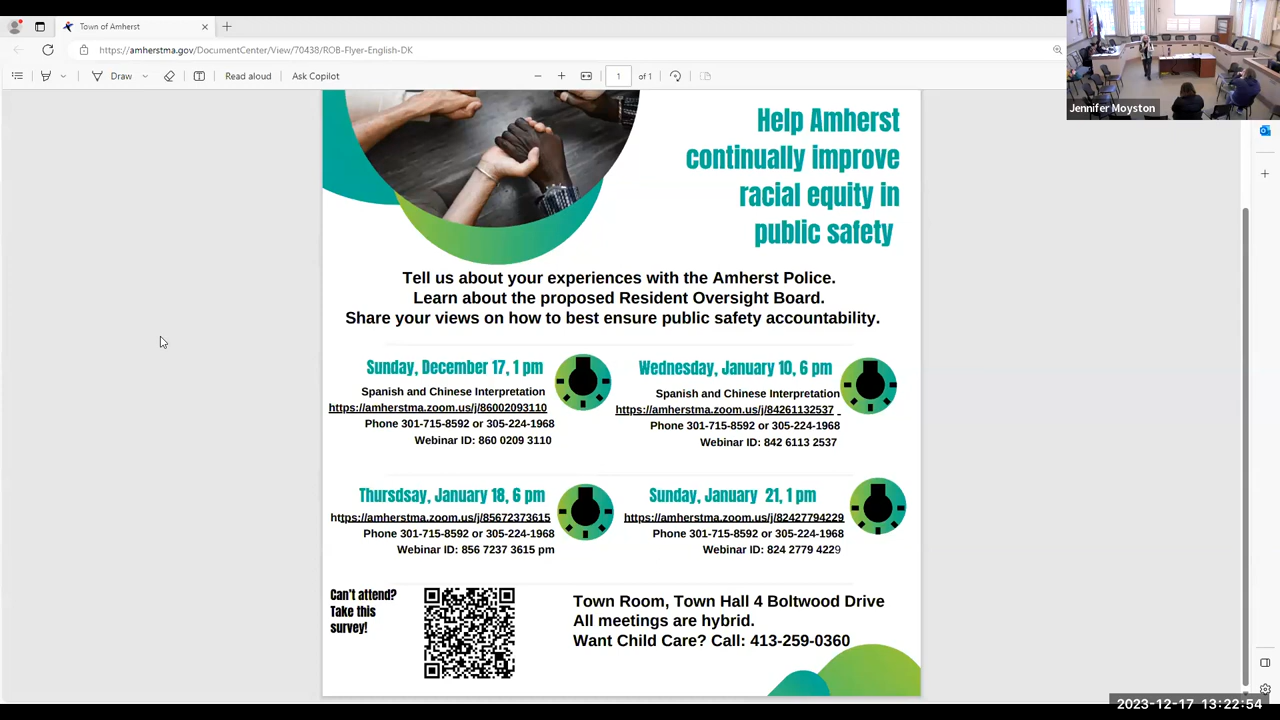 Town of Amherst
https://amherstma.gov/DocumentCenter/View/70438/ROB-Flyer-English-DK
Draw
Read aloud
Ask Copilot
1
of 1
Jennifer Moyston
Help Amherst
continually improve
racial equity in
public safety
Tell us about your experiences with the Amherst Police.
Learn about the proposed Resident Oversight Board.
Share your views on how to best ensure public safety accountability.
Sunday, December 17, 1 pm
Spanish and Chinese Interpretation
https://amherstma.zoom.us/j/86002093110
Phone 301-715-8592 or 305-224-1968
Webinar ID: 860 0209 3110
Wednesday, January 10, 6 pm
Spanish and Chinese Interpretation
https://amherstma.zoom.us/j/84261132537
Phone 301-715-8592 or 305-224-1968
Webinar ID: 842 6113 2537
Thursdsay, January 18, 6 pm
https://amherstma.zoom.us/j/85672373615
Phone 301-715-8592 or 305-224-1968
Webinar ID: 856 7237 3615 pm
Sunday, January 21, 1 pm
https://amherstma.zoom.us/j/82427794229
Phone 301-715-8592 or 305-224-1968
Webinar ID: 824 2779 4229
Can't attend?
Take this
survey!
Town Room, Town Hall 4 Boltwood Drive
All meetings are hybrid.
Want Child Care? Call: 413-259-0360
2023-12-17 13:22:54